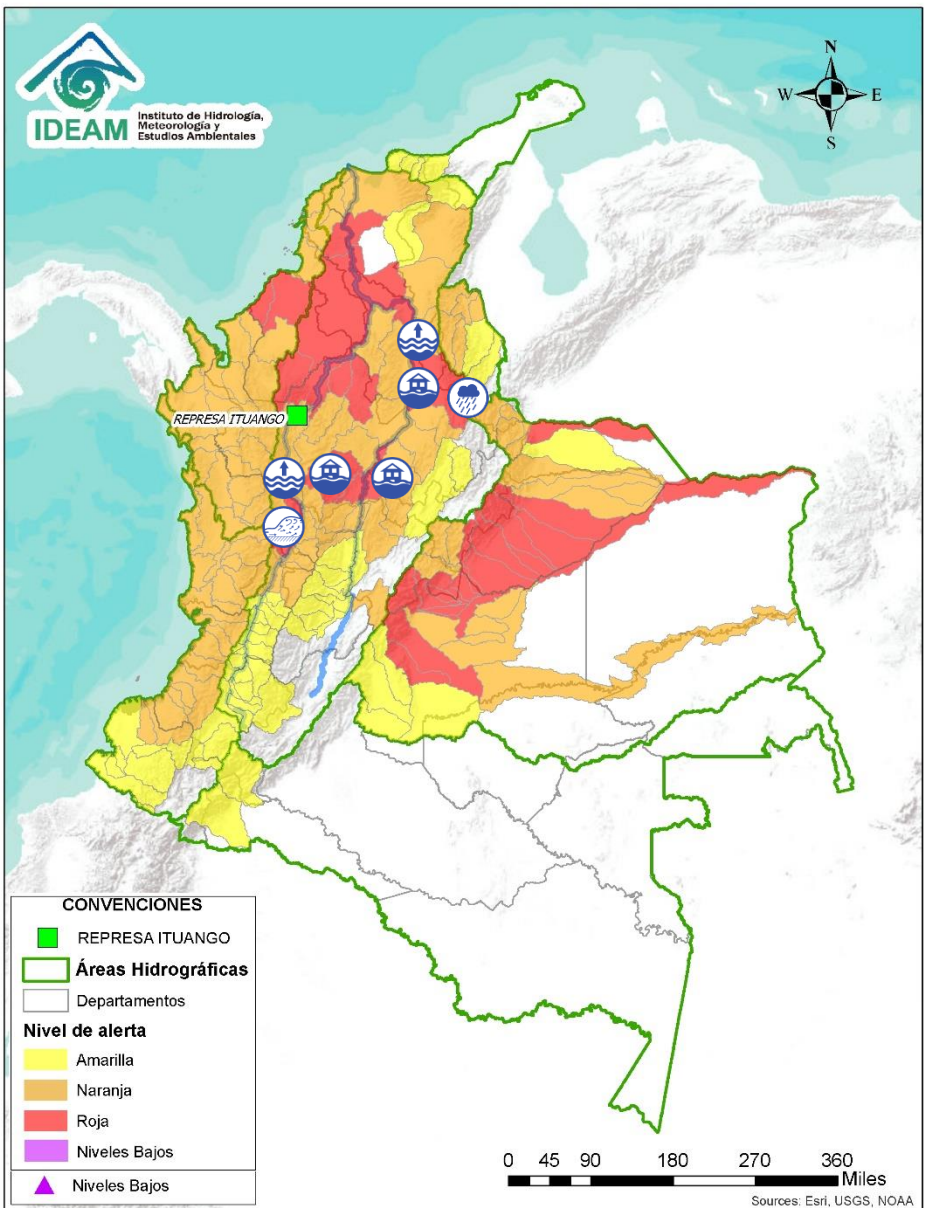 IDEAM
Instituto de Hidrología,
Meteorología y
Estudios Ambientales
N
W E
S
REPRESA ITUANGO
CONVENCIONES
REPRESA ITUANGO
Áreas Hidrográficas
Departamentos
Nivel de alerta
Amarilla
Naranja
Roja
Niveles Bajos
Niveles Bajos
0 45 90 180 270 360
Miles
Sources: Esri, USGS, NOAA